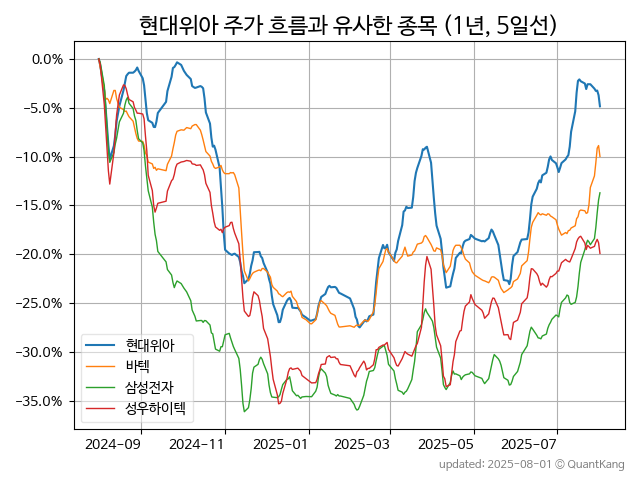 현대위아 주가 흐름과 유사한 종목 (1년, 5일선)
0.0%
-5.0%
-10.0%
-15.0%
-20.0%
-25.0%
-30.0%
-35.0%
현대위아
바텍
삼성전자
성우하이텍
2024-09 2024-11 2025-01 2025-03 2025-05 2025-07
updated: 2025-08-01 © QuantKang